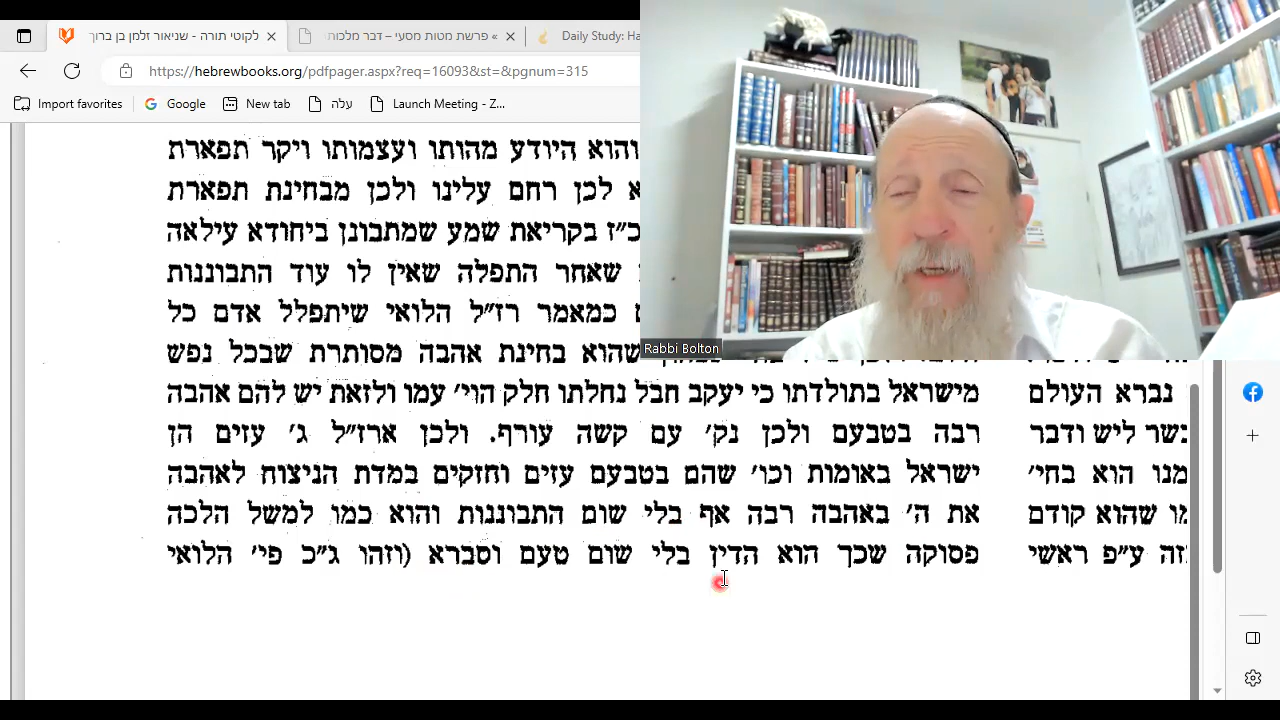 לקוטי תורה - שניאור זלמן בן ברוך
» פרשת מטות מסעי – דבר מלכות
Daily Study: Ha
https://hebrewbooks.org/pdfpager.aspx?req=16093&st=&pgnum=315
Import favorites
Google
New tab
עלה
Launch Meeting - Z...
והוא היודע מהותו ועצמותו ויקר תפארת
לכן רחם עלינו ולכן מבחינת תפארת
כ״ז בקריאת שמע שמתבונן ביחודא עילאה
שאחר התפלה שאין לו עוד התבוננות
כמאמר רז״ל הלואי שיתפלל אדם כל
Rabbi Bolton
שהוא בחינת אהבה מסותרת שבכל נפש
מישראל בתולדתו כי יעקב חבל נחלתו חלק הוי׳ עמו ולזאת יש להם אהבה
רבה בטבעם ולכן נק׳ עם קשה עורף. ולכן ארז״ל ג׳ עזים הן
ישראל באומות וכו׳ שהם בטבעם עזים וחזקים במדת הניצוח לאהבה
את ה׳ באהבה רבה אף בלי שום התבוננות והוא כמו למשל הלכה
פסוקה שכך הוא הדין בלי שום טעם וסברא (וזהו ג״כ פי׳ הלואי
נברא העולם
ליש ודבר
הוא בחי׳
שהוא קודם
ע״פ ראשי